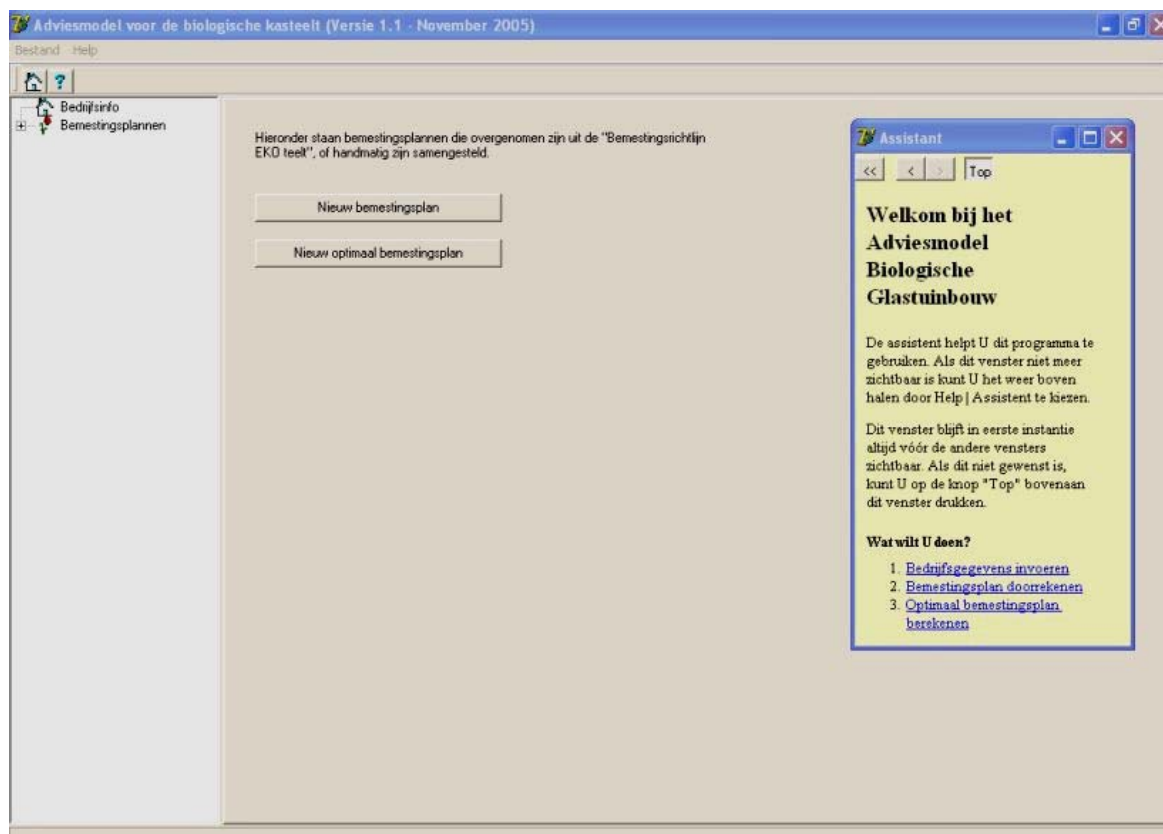 Adviesmodel voor de biologische kasteelt (Versie 1.1 - November 2005)
Bestand Help
Bedrijfsinfo
Bemestingsplannen
Hieronder staan bemestingsplannen die overgenomen zijn uit de "Bemestingsrichtlijn
EKO teelt", of handmatig zijn samengesteld.
Nieuw bemestingsplan
Nieuw optimaal bemestingsplan
Assistant
<< < > Top
Welkom bij het
Adviesmodel
Biologische
Glastuinbouw
De assistent helpt U dit programma te
gebruiken. Als dit venster niet meer
zichtbaar is kunt U het weer boven
halen door Help | Assistent te kiezen.
Dit venster blijft in eerste instantie
altijd vóór de andere vensters
zichtbaar. Als dit niet gewenst is,
kunt U op de knop "Top" bovenaan
dit venster drukken.
Wat wilt U doen?
1. Bedrijfsgegevens invoeren
2. Bemestingsplan doorrekenen
3. Optimaal bemestingsplan
berekenen